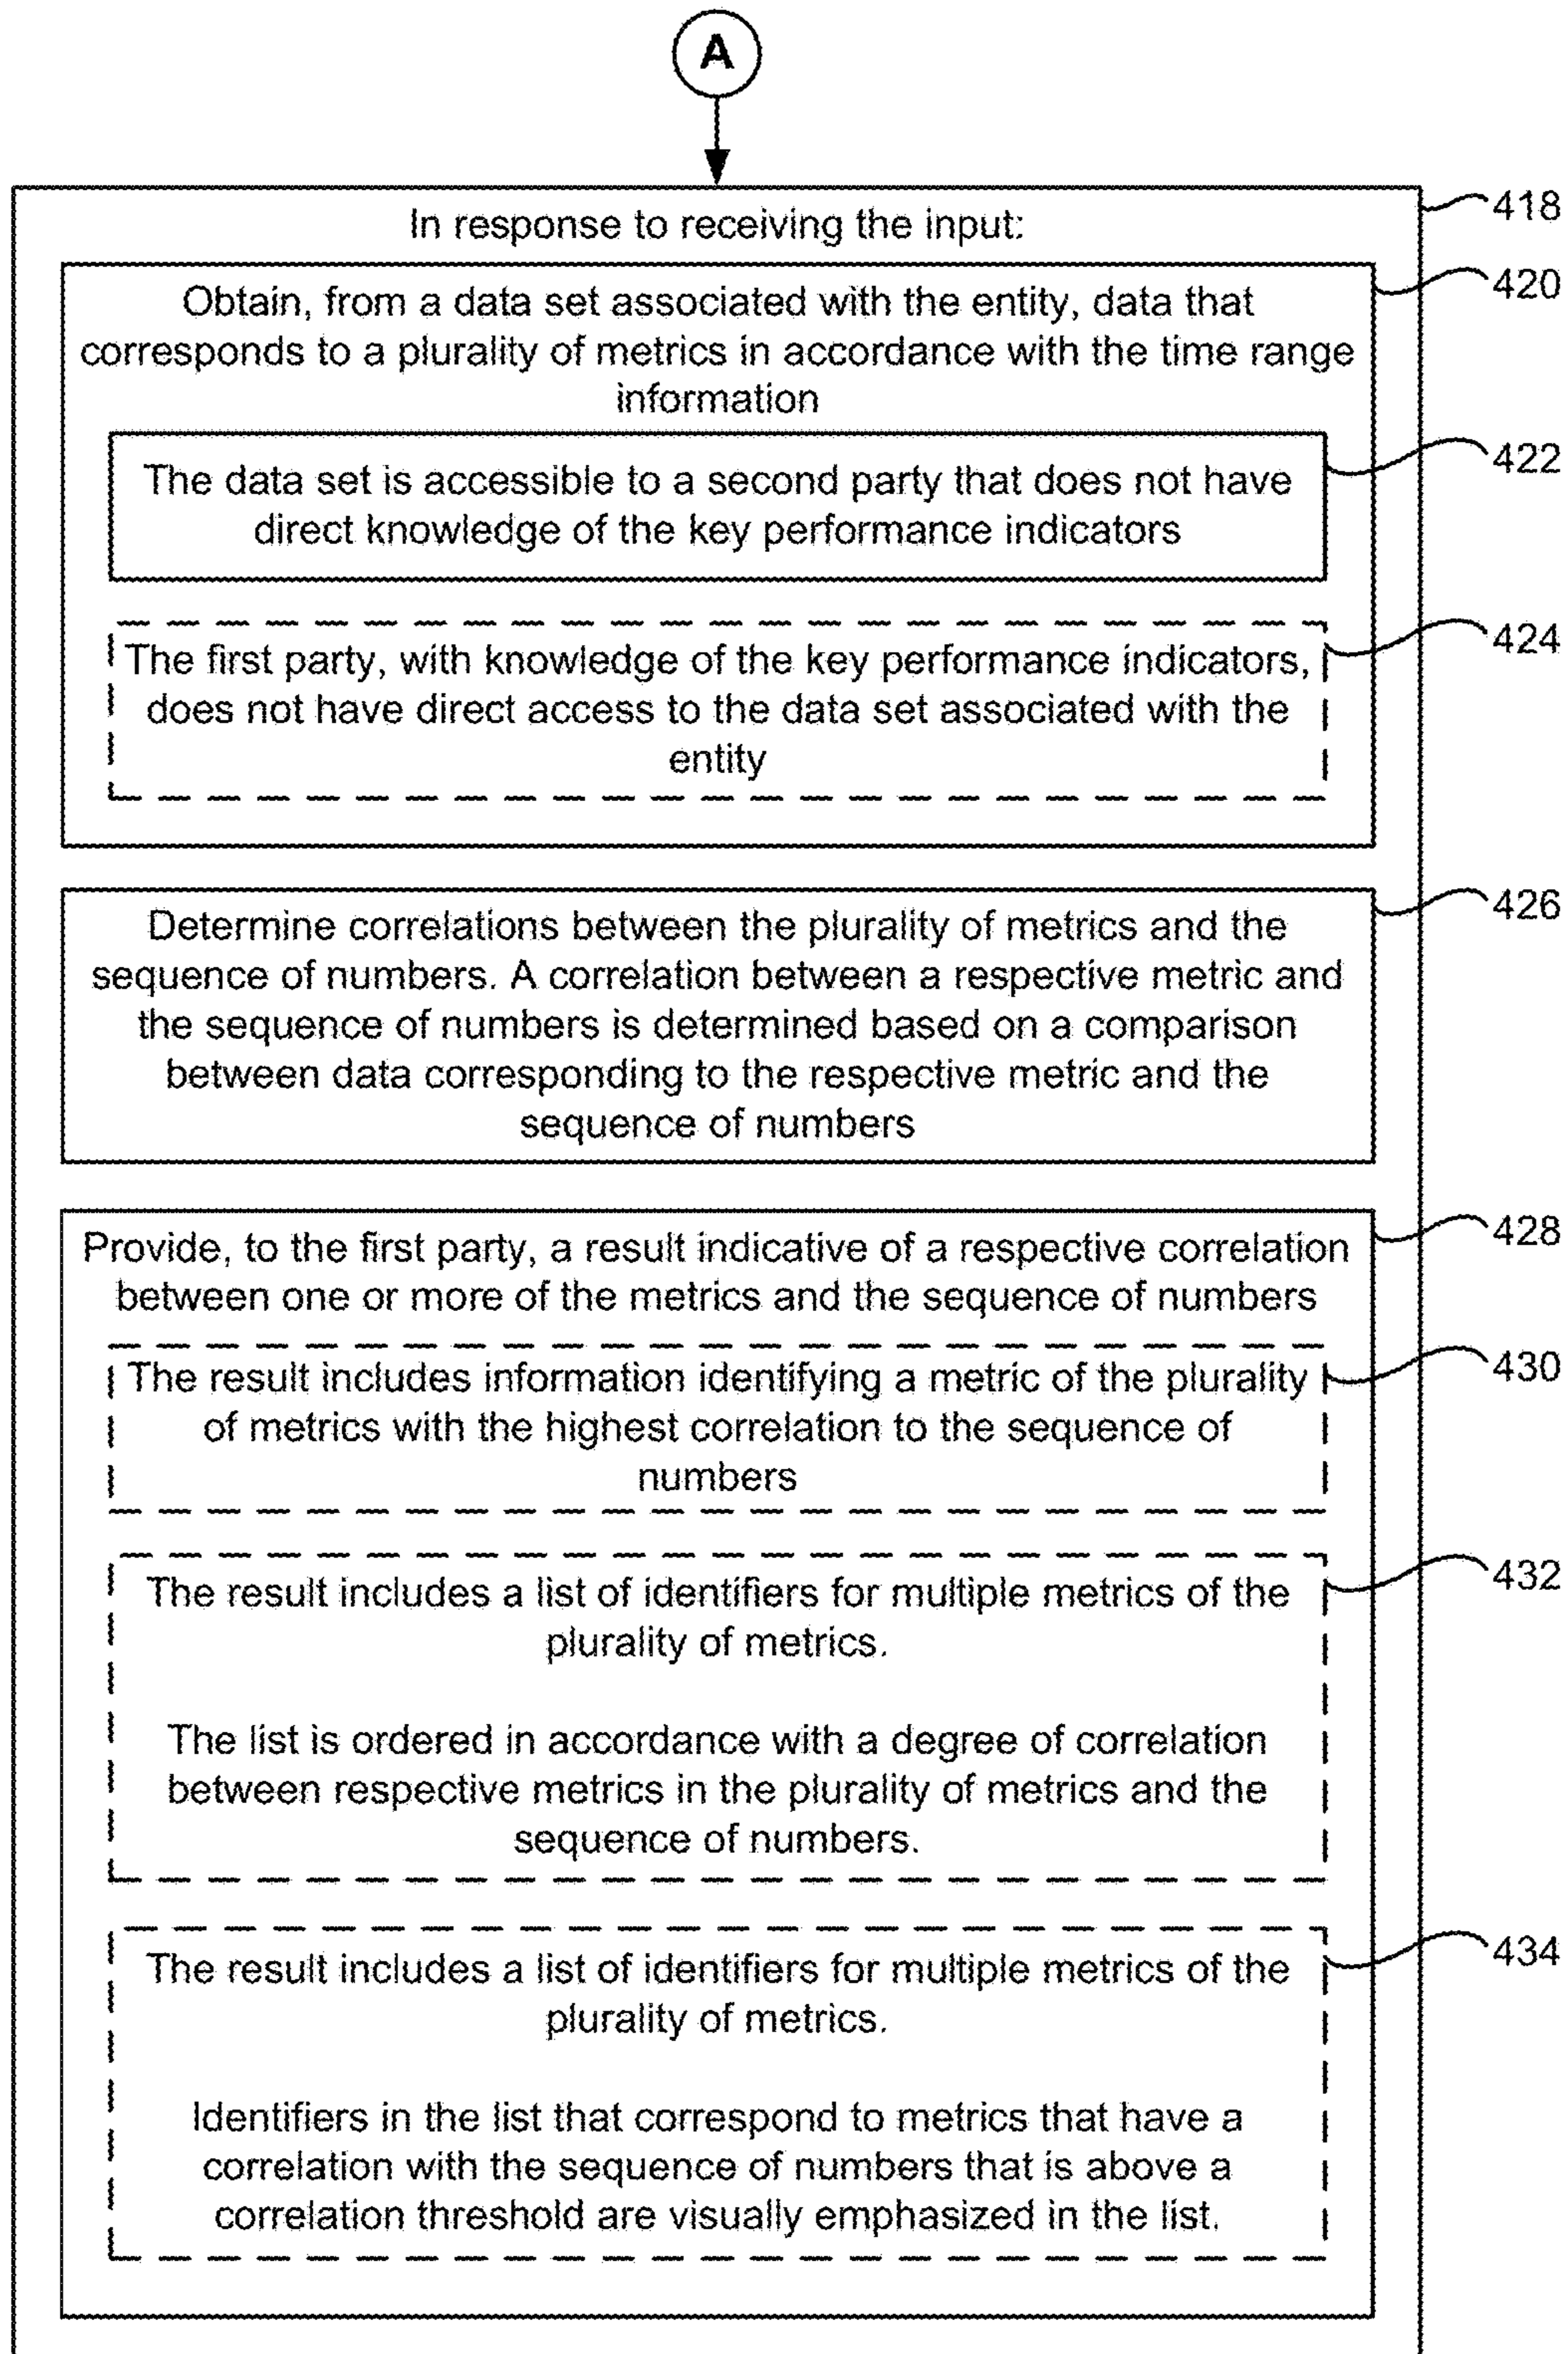 A
In response to receiving the input:
418
Obtain, from a data set associated with the entity, data that
corresponds to a plurality of metrics in accordance with the time range
information
420
The data set is accessible to a second party that does not have
direct knowledge of the key performance indicators
422
The first party, with knowledge of the key performance indicators,
does not have direct access to the data set associated with the
entity
424
Determine correlations between the plurality of metrics and the
sequence of numbers. A correlation between a respective metric and
the sequence of numbers is determined based on a comparison
between data corresponding to the respective metric and the
sequence of numbers
426
Provide, to the first party, a result indicative of a respective correlation
between one or more of the metrics and the sequence of numbers
428
The result includes information identifying a metric of the plurality
of metrics with the highest correlation to the sequence of
numbers
430
The result includes a list of identifiers for multiple metrics of the
plurality of metrics.
The list is ordered in accordance with a degree of correlation
between respective metrics in the plurality of metrics and the
sequence of numbers.
432
The result includes a list of identifiers for multiple metrics of the
plurality of metrics.
Identifiers in the list that correspond to metrics that have a
correlation with the sequence of numbers that is above a
correlation threshold are visually emphasized in the list.
434